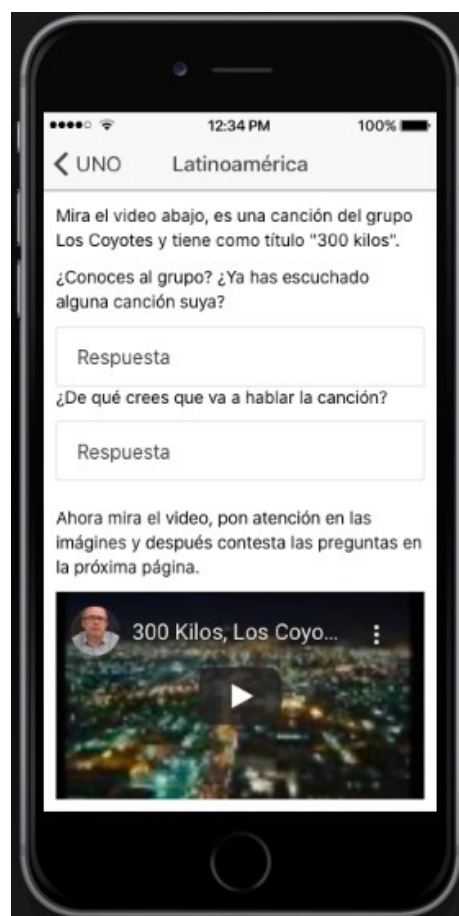 12:34 PM 100%
UNO Latinoamérica
Mira el video abajo, es una canción del grupo
Los Coyotes y tiene como título "300 kilos".
¿Conoces al grupo? ¿Ya has escuchado
alguna canción suya?
Respuesta
¿De qué crees que va a hablar la canción?
Respuesta
Ahora mira el video, pon atención en las
imágines y después contesta las preguntas en
la próxima página.
300 Kilos, Los Coyo...